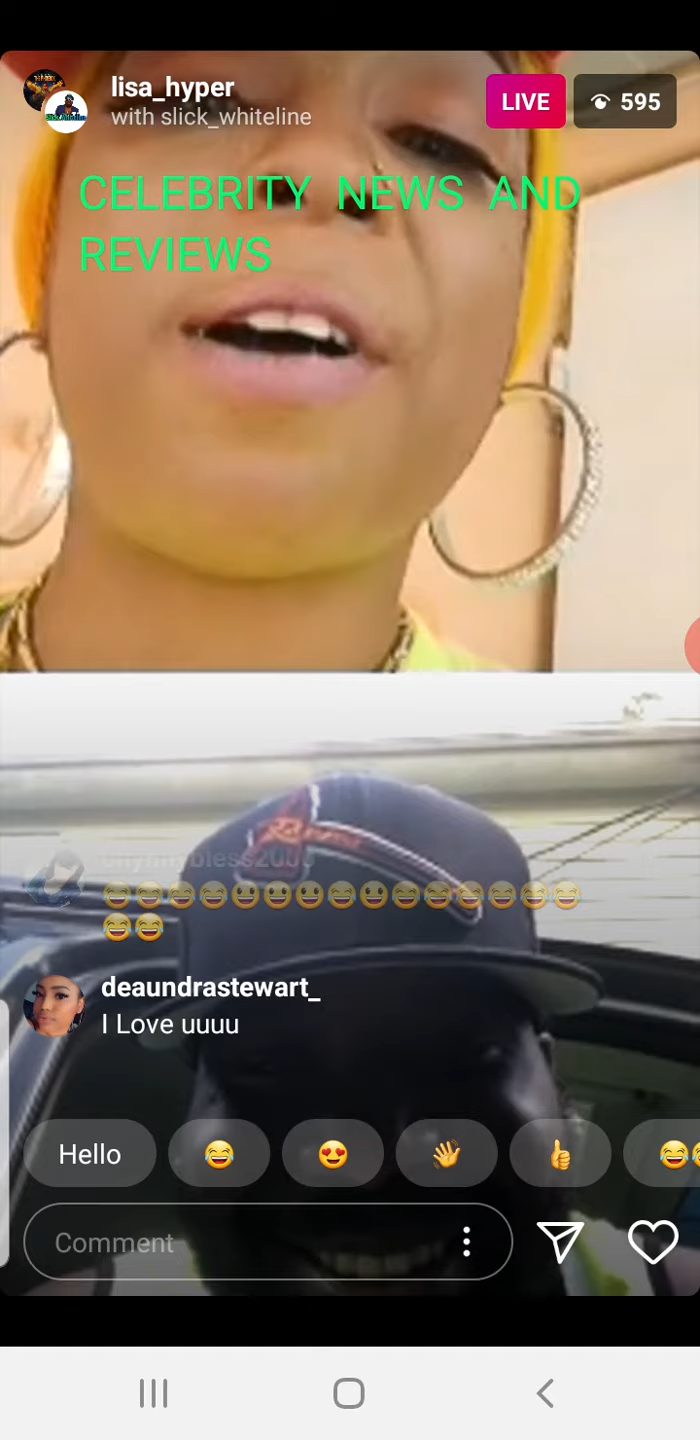 lisa_hyper
with slick_whiteline
LIVE
595
CELEBRITY NEWS AND
REVIEWS
😂😂😂😂😃😃😃😂😃😂😂😂😂😂😂
😂😂
deaundrastewart_
I Love uuuu
Hello
Comment